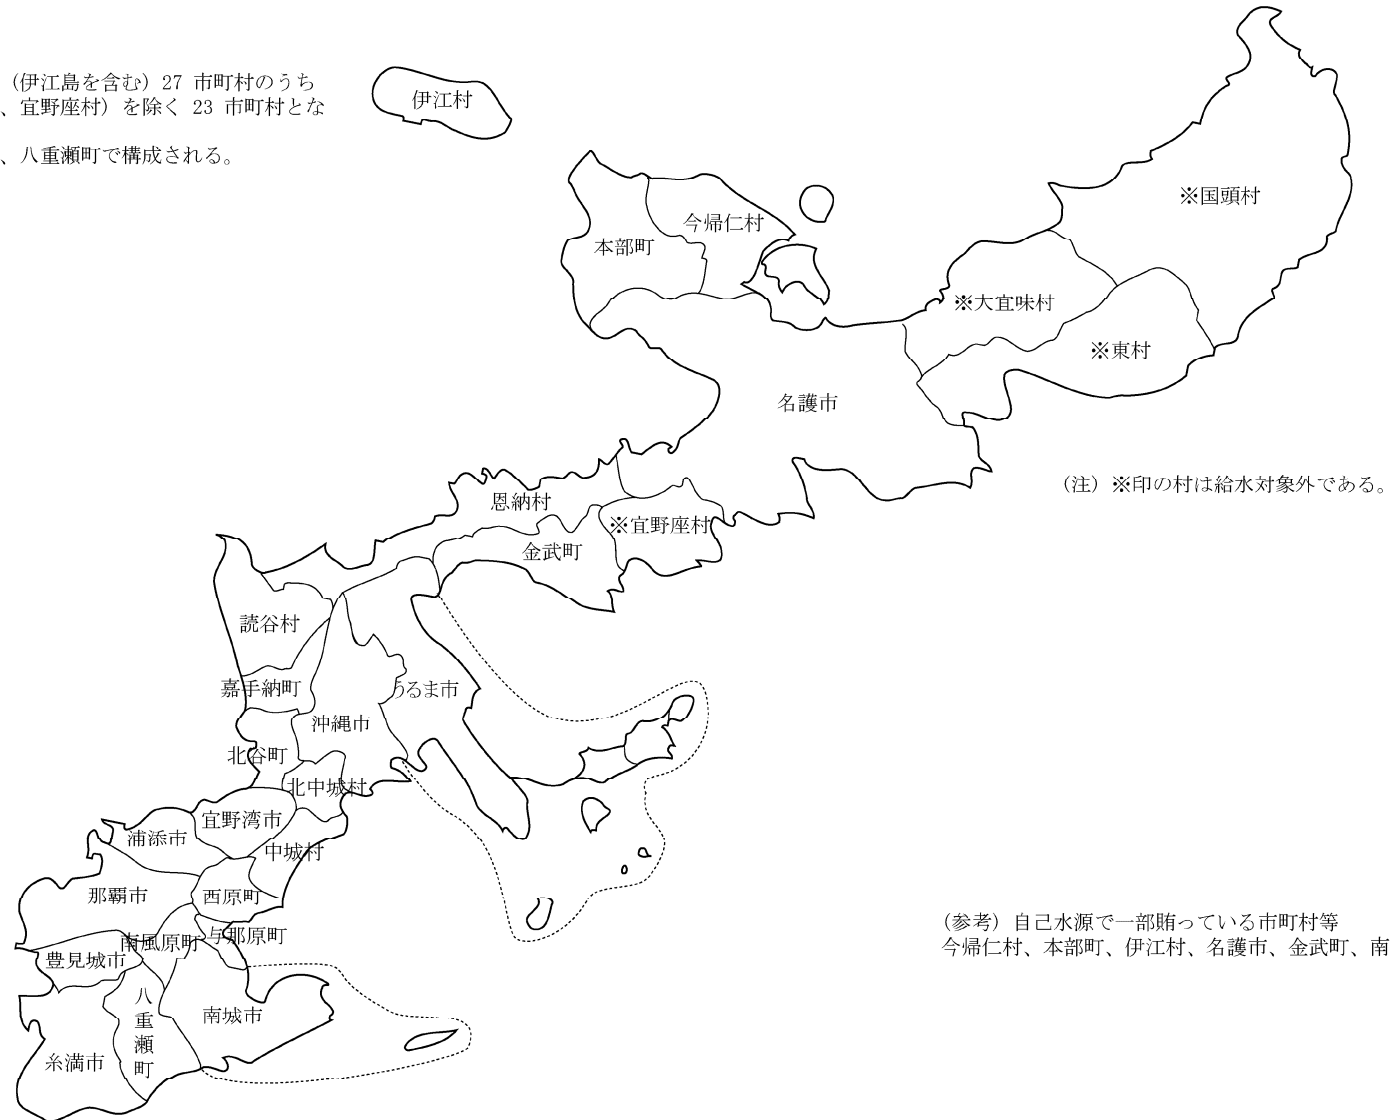 (伊江島を含む) 27 市町村のうち
、宜野座村) を除く 23 市町村とな
、八重瀬町で構成される。
伊江村
※国頭村
今帰仁村
本部町
※大宜味村
※東村
名護市
(注) ※印の村は給水対象外である。
恩納村
※宜野座村
金武町
読谷村
嘉手納町
うるま市
沖縄市
北谷町
北中城村
宜野湾市
浦添市
中城村
那覇市
西原町
(参考) 自己水源で一部賄っている市町村等
今帰仁村、本部町、伊江村、名護市、金武町、南
南風原町
与那原町
豊見城市
八重瀬町
南城市
糸満市